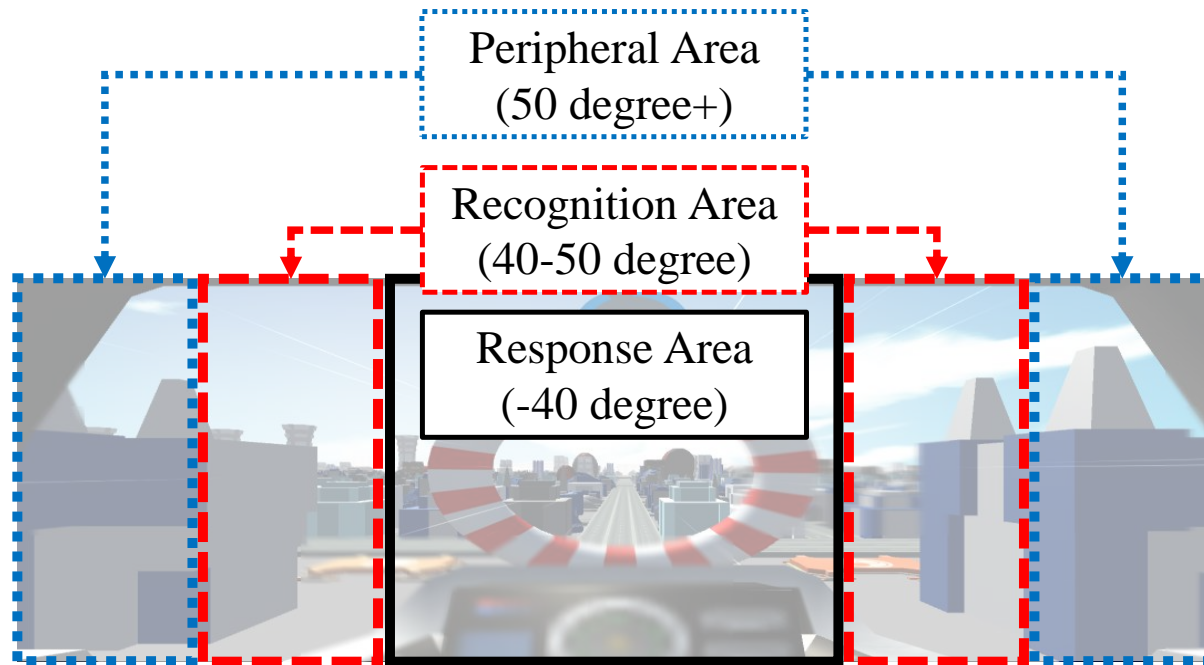 Peripheral Area
(50 degree+)
Recognition Area
(40-50 degree)
Response Area
(-40 degree)